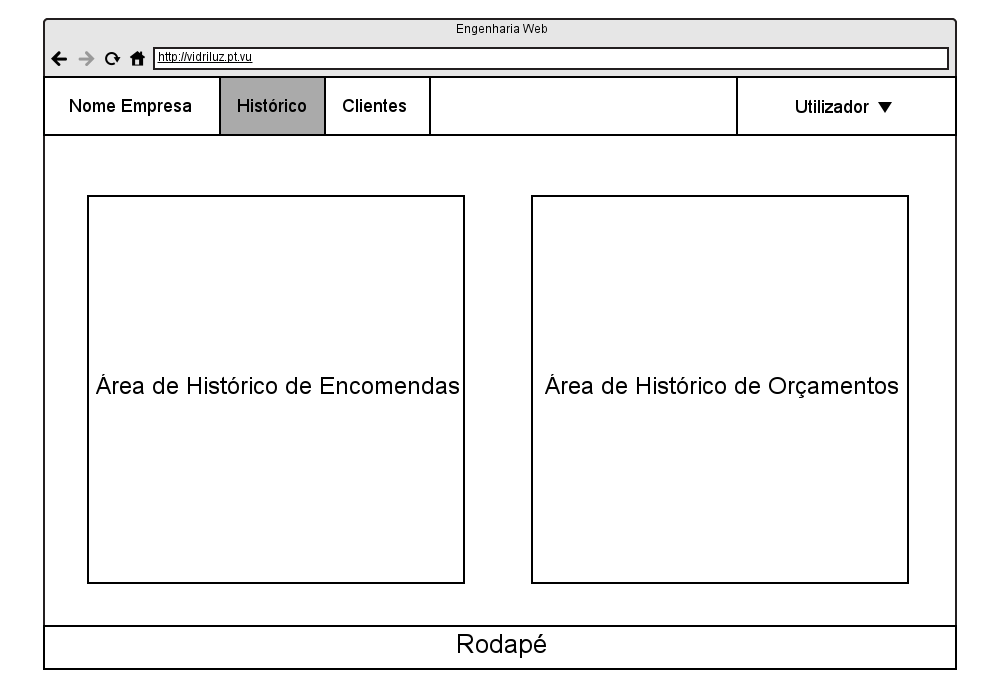 Engenharia Web
http://vidriluz.pt.vu
Nome Empresa
Histórico
Clientes
Utilizador ▼
Área de Histórico de Encomendas
Área de Histórico de Orçamentos
Rodapé